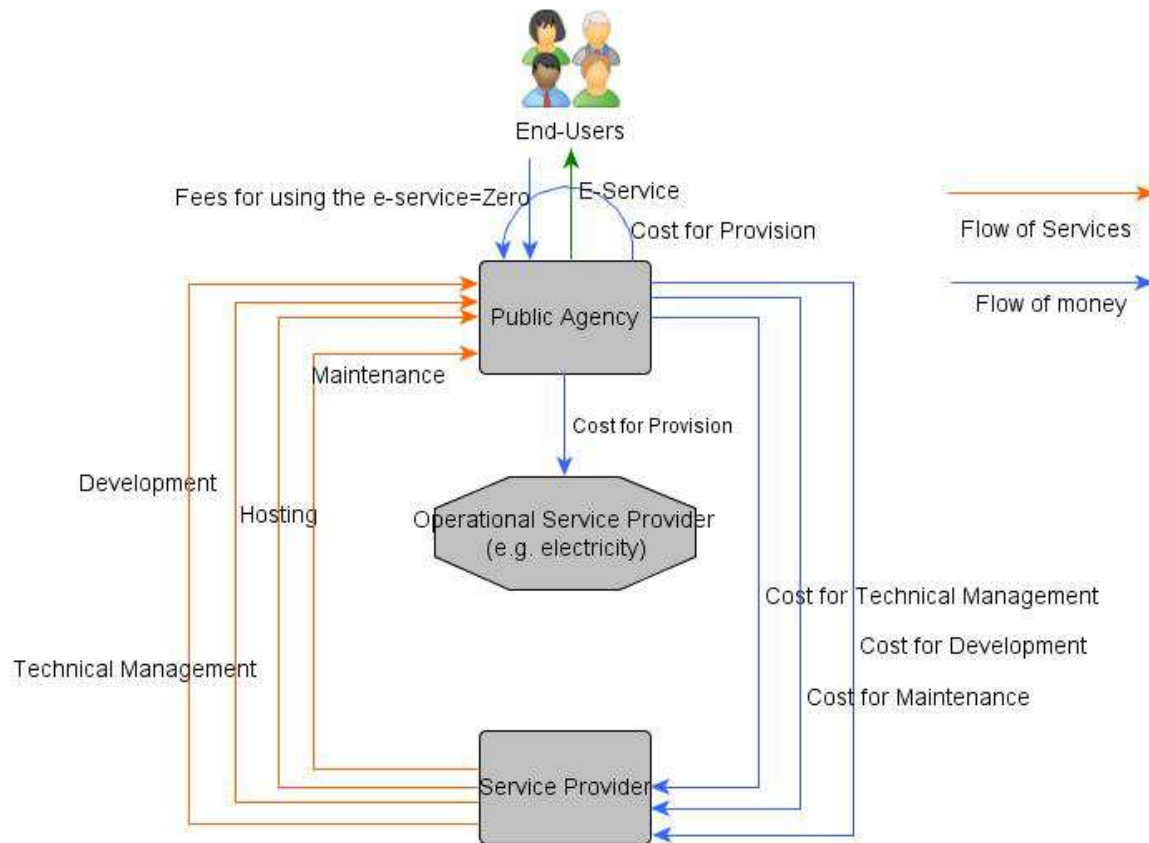 End-Users
Fees for using the e-service=Zero
E-Service
Cost for Provision
Flow of Services
Flow of money
Public Agency
Maintenance
Cost for Provision
Development
Hosting
Operational Service Provider
(e.g. electricity)
Cost for Technical Management
Cost for Development
Technical Management
Cost for Maintenance
Service Provider